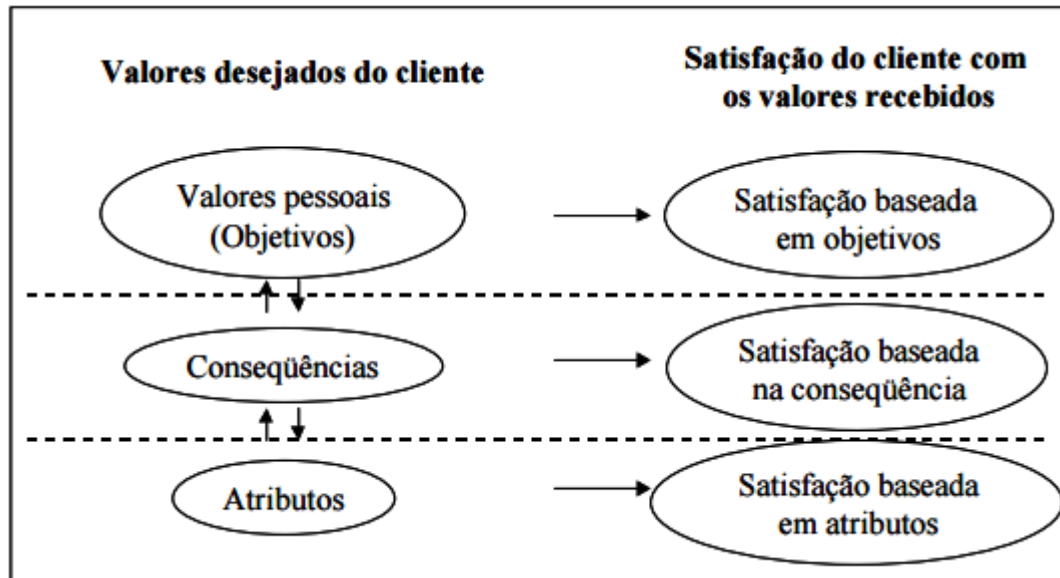 Valores desejados do cliente
Satisfação do cliente com
os valores recebidos
Valores pessoais
(Objetivos)
Satisfação baseada
em objetivos
Conseqüências
Satisfação baseada
na conseqüência
Atributos
Satisfação baseada
em atributos